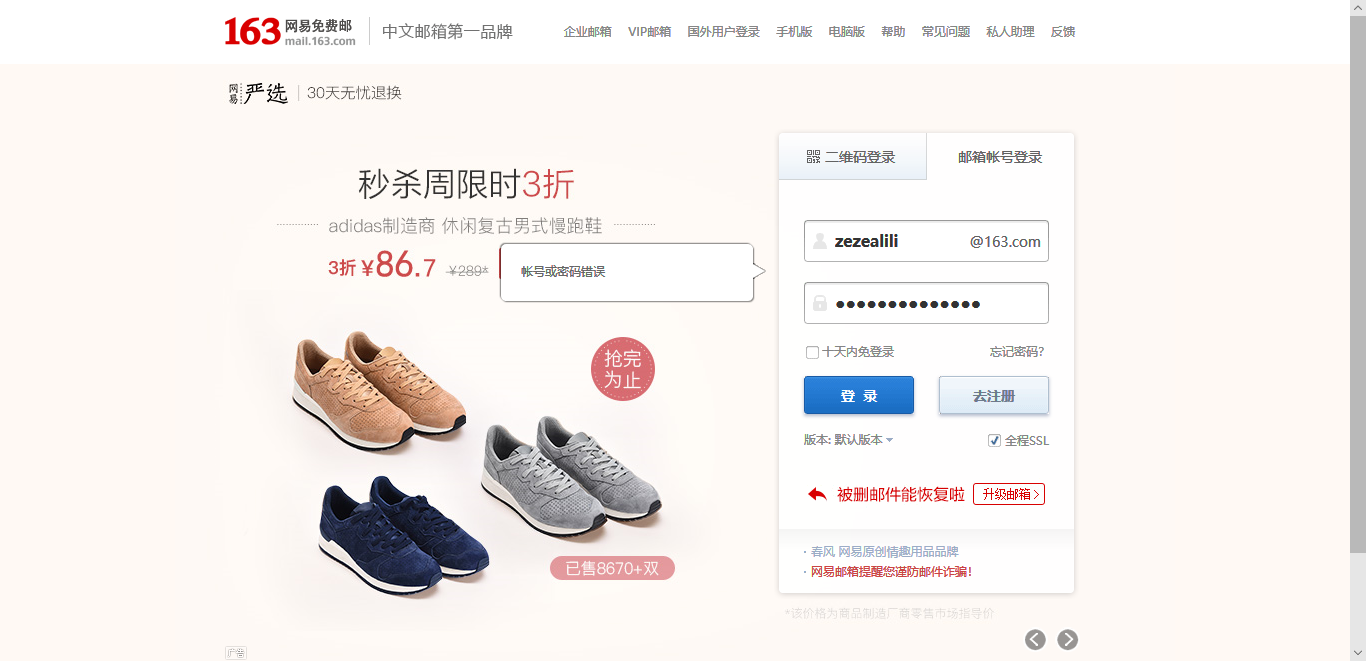 163 网易免费邮
mail.163.com
中文邮箱第一品牌
企业邮箱 VIP邮箱 国外用户登录 手机版 电脑版 帮助 常见问题 私人助理 反馈
网易严选 30天无忧退换
秒杀周限时3折
adidas制造商 休闲复古男式慢跑鞋
3折 ¥86.7 ¥289*
帐号或密码错误
抢完
为止
已售8670+双
二维码登录 邮箱帐号登录
zezealili @163.com
●●●●●●●●●●●●●●
十天内免登录 忘记密码?
登 录 去注册
版本: 默认版本 全程SSL
被删邮件能恢复啦 升级邮箱
· 春风 网易原创情趣用品品牌
· 网易邮箱提醒您谨防邮件诈骗!
*该价格为商品制造厂商零售市场指导价
广告